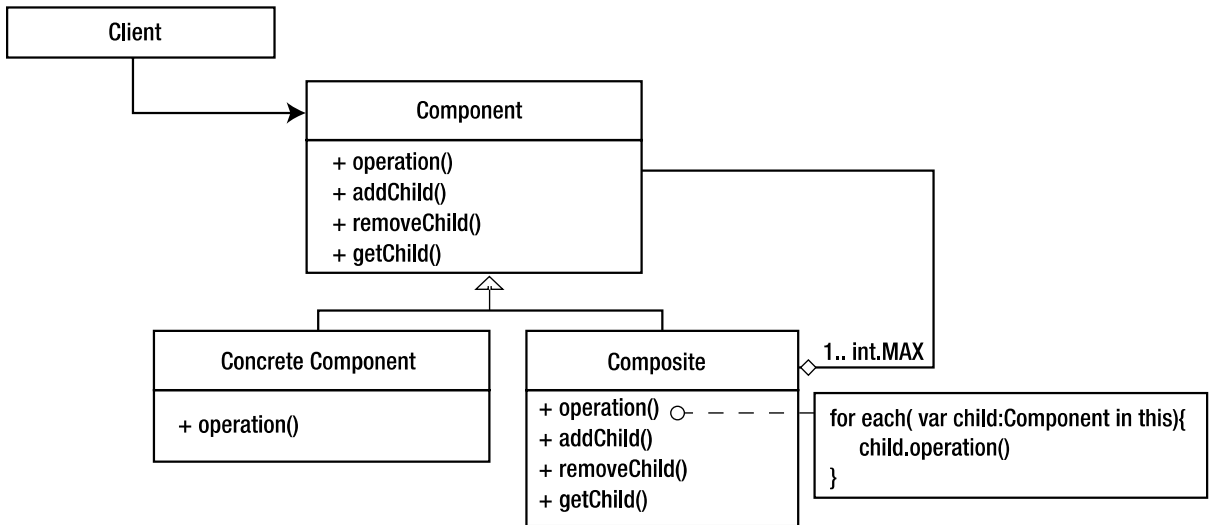 Client
Component
+ operation()
+ addChild()
+ removeChild()
+ getChild()
Concrete Component
+ operation()
Composite
+ operation()
+ addChild()
+ removeChild()
+ getChild()
1.. int.MAX
for each( var child:Component in this){
child.operation()
}